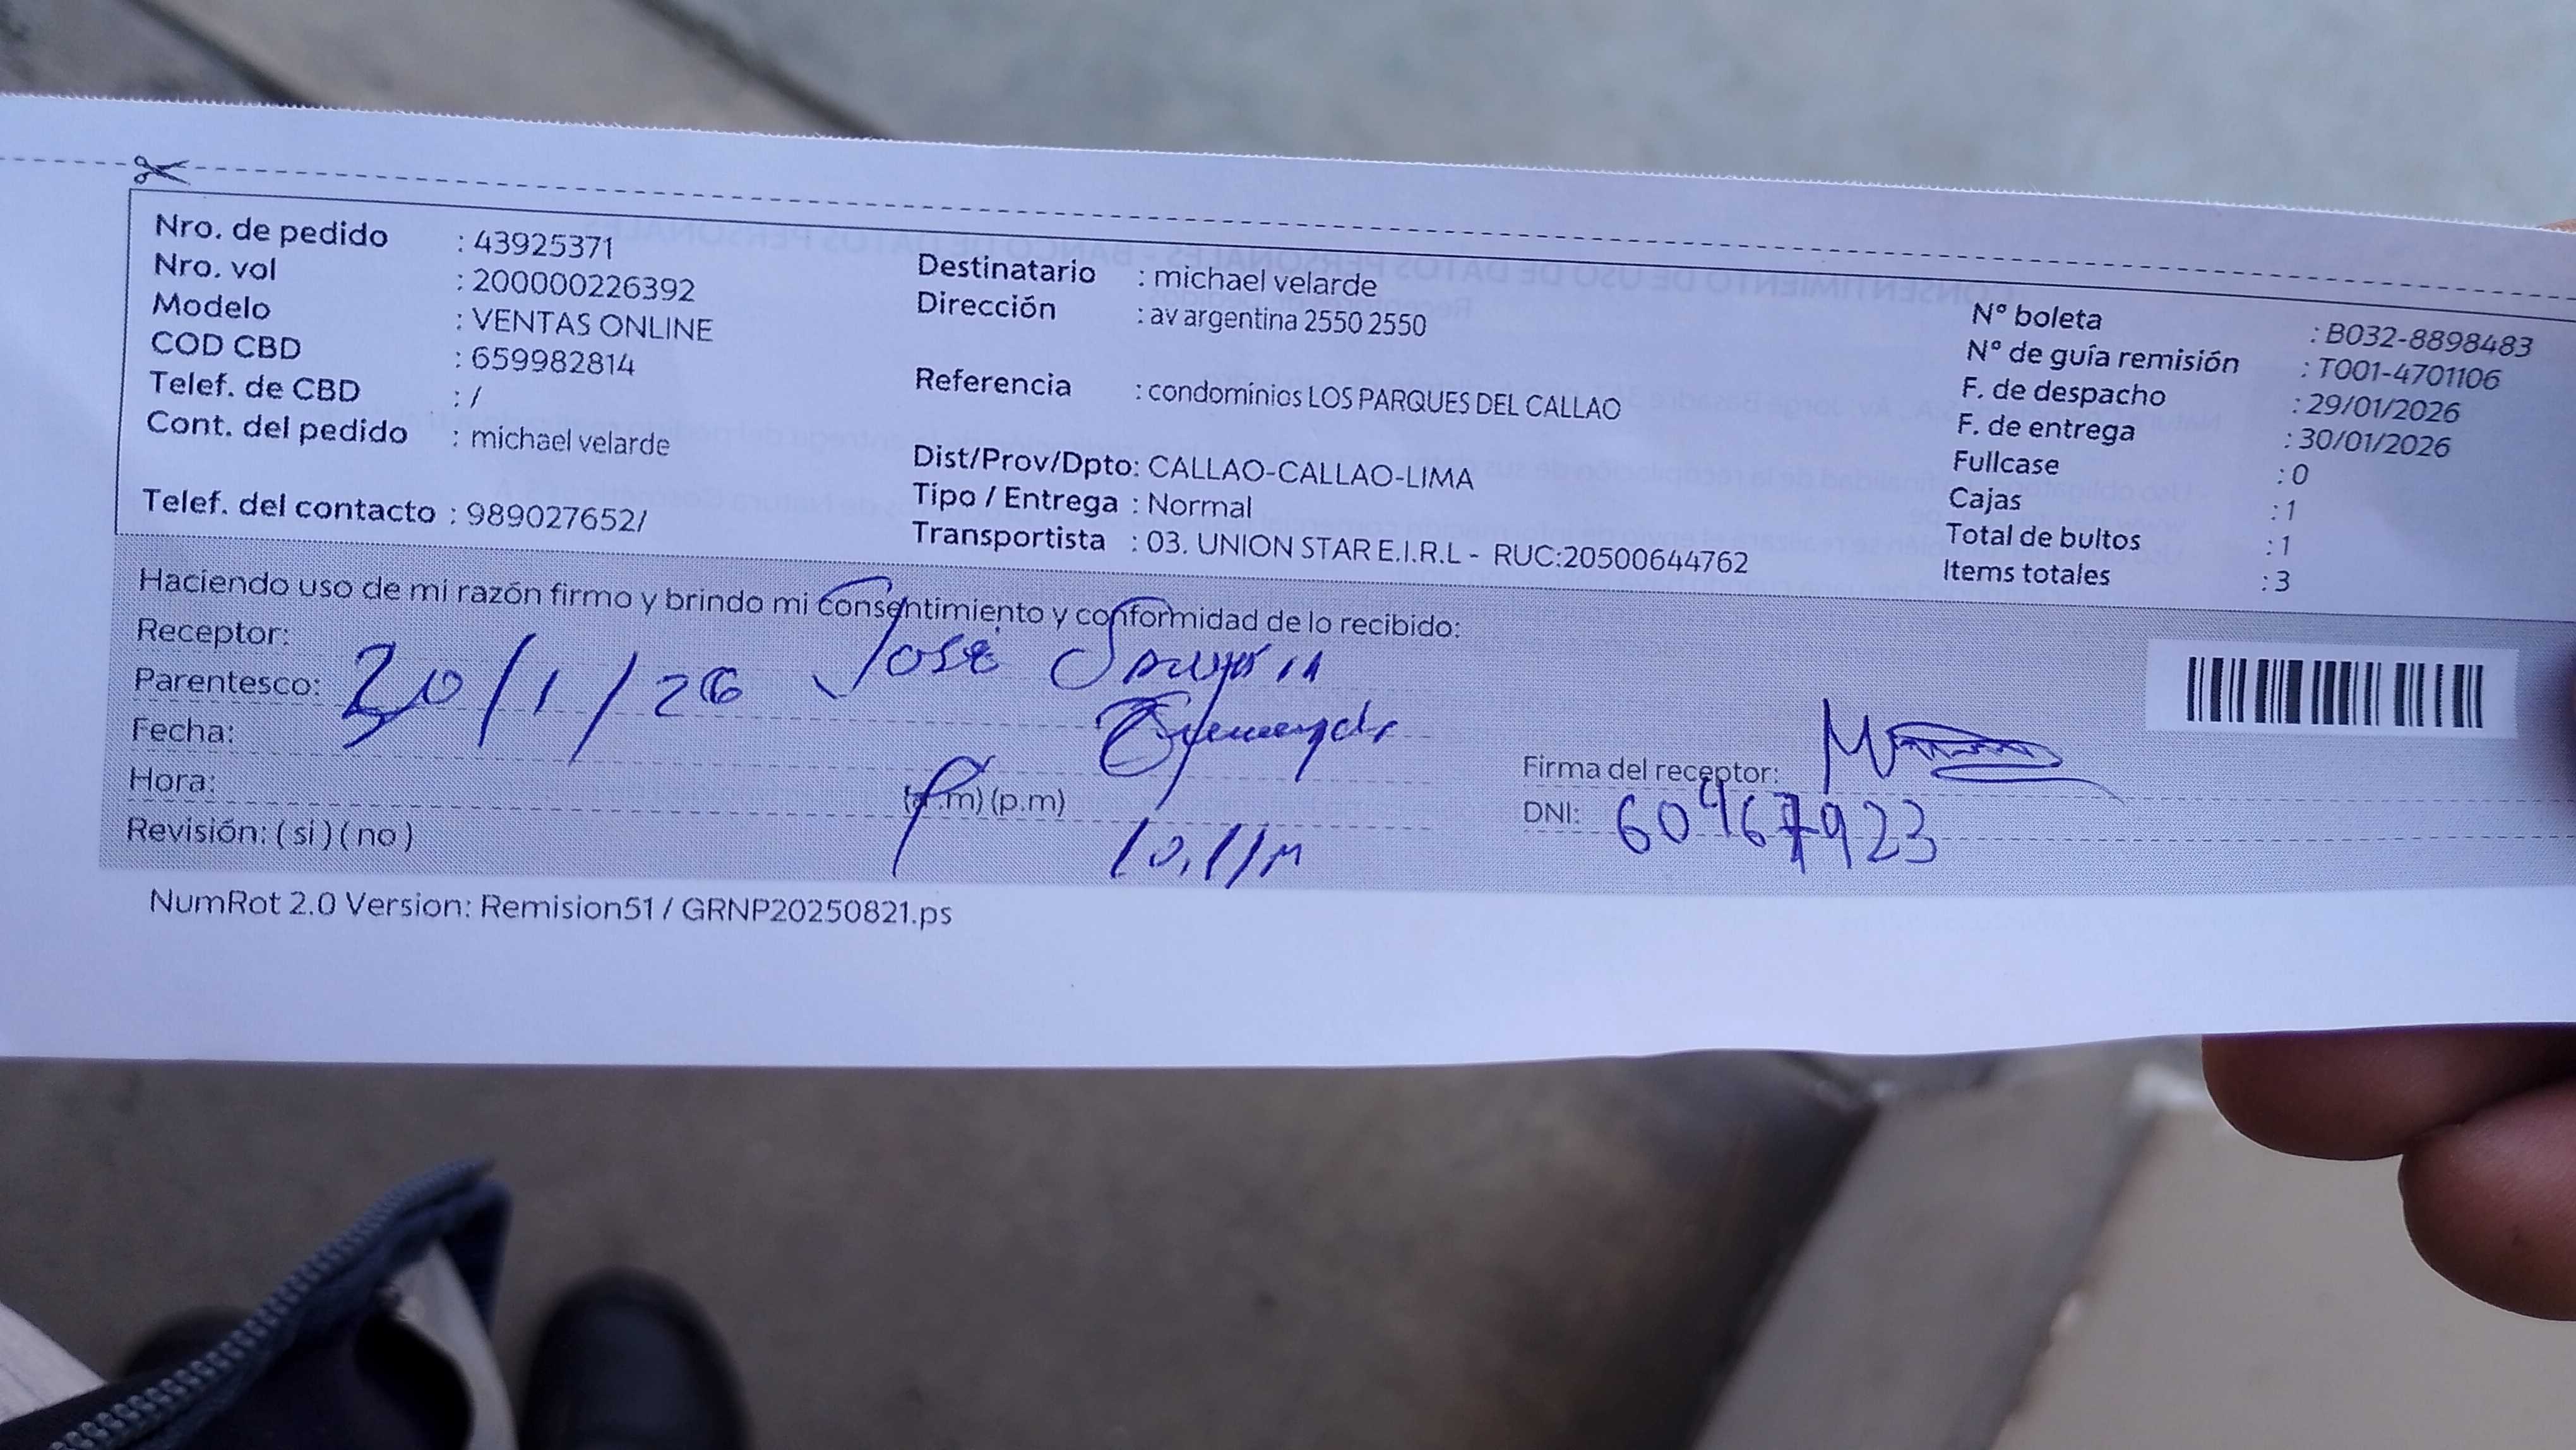 Nro. de pedido : 43925371
Nro. vol : 200000226392
Modelo : VENTAS ONLINE
COD CBD : 659982814
Telef. de CBD : /
Cont. del pedido : michael velarde
Telef. del contacto : 989027652/
Destinatario : michael velarde
Dirección : av argentina 2550 2550
Referencia : condominios LOS PARQUES DEL CALLAO
Dist/Prov/Dpto: CALLAO-CALLAO-LIMA
Tipo / Entrega : Normal
Transportista : 03. UNION STAR E.I.R.L - RUC:20500644762
N° boleta : B032-8898483
N° de guía remisión : T001-4701106
F. de despacho : 29/01/2026
F. de entrega : 30/01/2026
Fullcase : 0
Cajas : 1
Total de bultos : 1
Items totales : 3
Haciendo uso de mi razón firmo y brindo mi consentimiento y conformidad de lo recibido:
Receptor: José
Parentesco: 30/1/26
Fecha:
Hora: (a.m) (p.m)
Revisión: ( si ) ( no )
Firma del receptor:
DNI: 60467923
NumRot 2.0 Version: Remision51 / GRNP20250821.ps